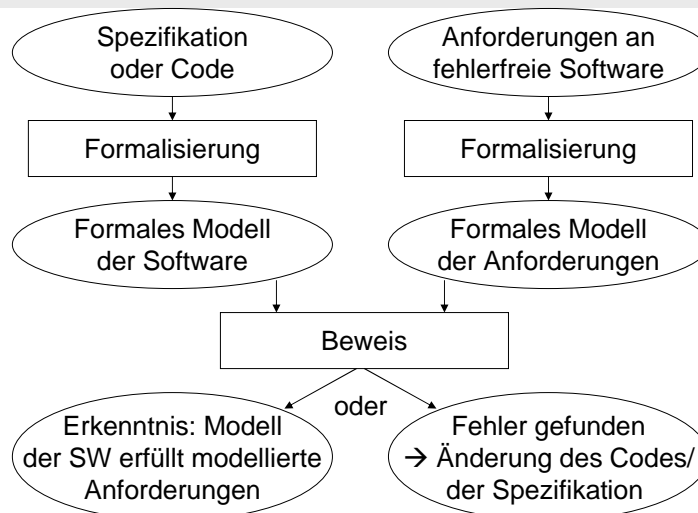 Spezifikation
oder Code
Anforderungen an
fehlerfreie Software
Formalisierung
Formalisierung
Formales Modell
der Software
Formales Modell
der Anforderungen
Beweis
oder
Erkenntnis: Modell
der SW erfüllt modellierte
Anforderungen
Fehler gefunden
→ Änderung des Codes/
der Spezifikation